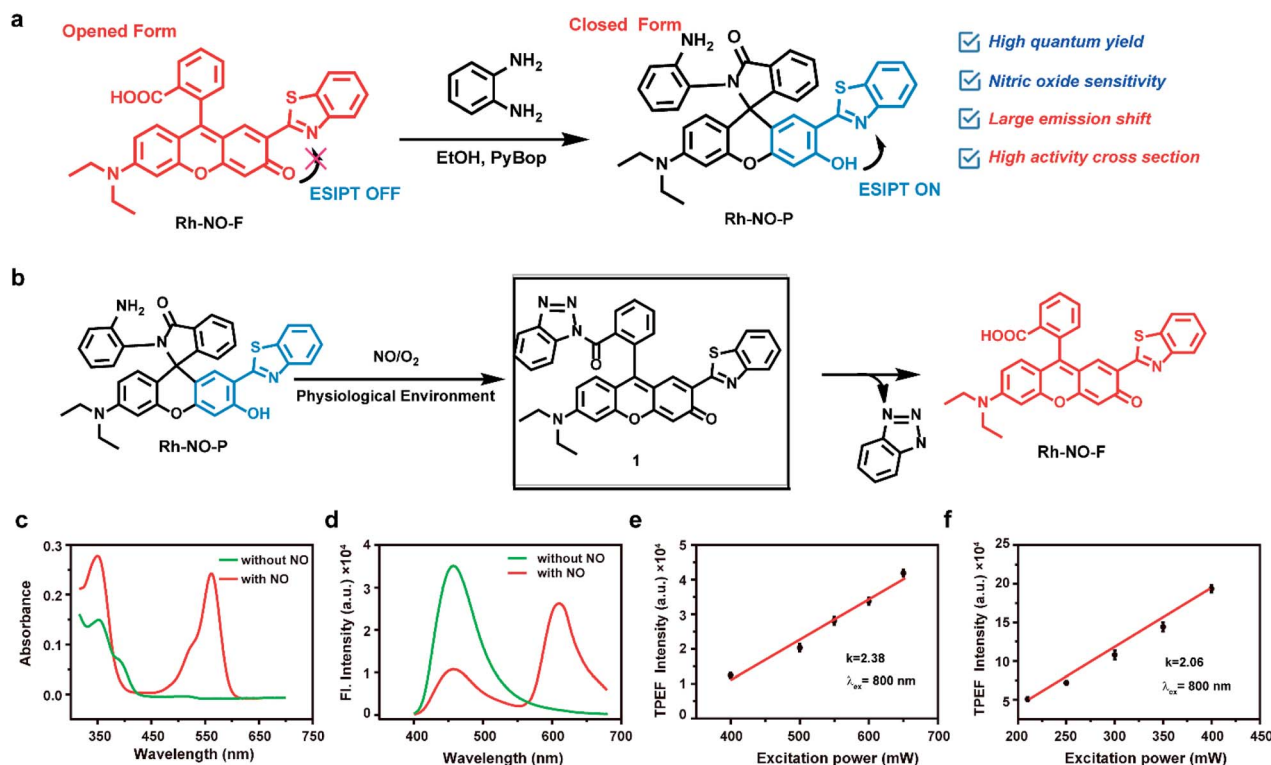 a
Opened Form
HOOC
S
N
N
O
O
ESIPT OFF
Rh-NO-F
NH₂
NH₂
EtOH, PyBop
Closed Form
NH₂
O
N
S
N
N
O
OH
ESIPT ON
Rh-NO-P
High quantum yield
Nitric oxide sensitivity
Large emission shift
High activity cross section
b
NH₂
O
N
S
N
N
O
OH
Rh-NO-P
NO/O₂
Physiological Environment
N
N
N
O
S
N
N
O
O
1
N
N
N
HOOC
S
N
N
O
O
Rh-NO-F
c
Absorbance
0.3
0.2
0.1
0.0
350
450
550
650
750
Wavelength (nm)
without NO
with NO
d
Fl. Intensity (a.u.) ×10⁴
4
3
2
1
0
400
500
600
700
Wavelength (nm)
without NO
with NO
e
TPEF Intensity (a.u.) ×10⁴
5
4
3
2
1
0
400
500
600
700
Excitation power (mW)
k=2.38
λex= 800 nm
f
TPEF Intensity (a.u.) ×10⁴
25
20
15
10
5
200
250
300
350
400
450
Excitation power (mW)
k=2.06
λex= 800 nm